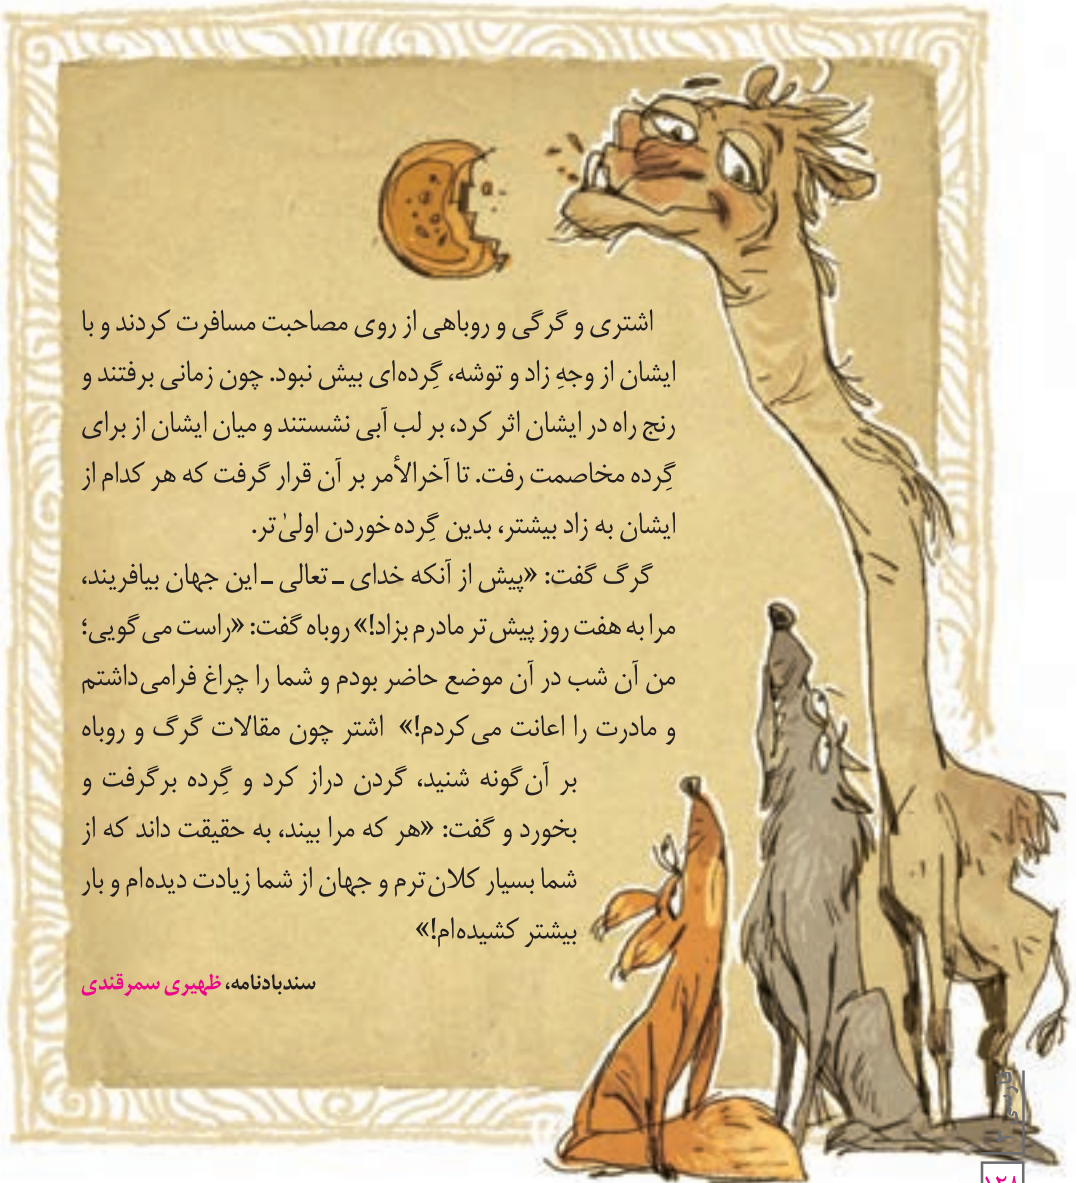 اشتری و گرگی و روباهی از روی مصاحبت مسافرت کردند و با
ایشان از وجهِ زاد و توشه، گِرده‌ای بیش نبود. چون زمانی برفتند و
رنج راه در ایشان اثر کرد، بر لب آبی نشستند و میان ایشان از برای
گِرده مخاصمت رفت. تا آخرالأمر بر آن قرار گرفت که هر کدام از
ایشان به زاد بیشتر، بدین گِرده خوردن اولیٰ‌تر.
گرگ گفت: «پیش از آنکه خدای ـ تعالی ـ این جهان بیافریند،
مرا به هفت روز پیش‌تر مادرم بزاد!» روباه گفت: «راست می‌گویی؛
من آن شب در آن موضع حاضر بودم و شما را چراغ فرامی‌داشتم
و مادرت را اعانت می‌کردم!» اشتر چون مقالات گرگ و روباه
بر آن‌گونه شنید، گردن دراز کرد و گِرده برگرفت و
بخورد و گفت: «هر که مرا بیند، به حقیقت داند که از
شما بسیار کلان‌ترم و جهان از شما زیادت دیده‌ام و بار
بیشتر کشیده‌ام!»
سندبادنامه، ظهیری سمرقندی
۱۲۸